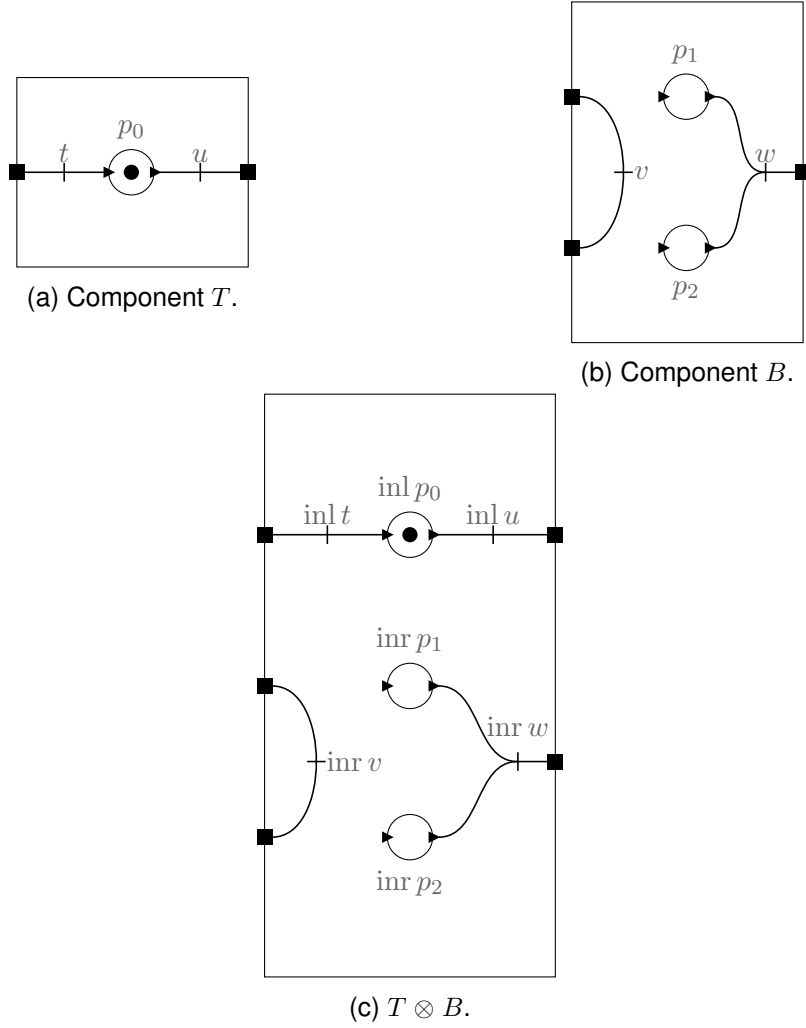 p₀
t
u
(a) Component T.
p₁
v
w
p₂
(b) Component B.
inl p₀
inl t
inl u
inr p₁
inr w
inr v
inr p₂
(c) T ⊗ B.